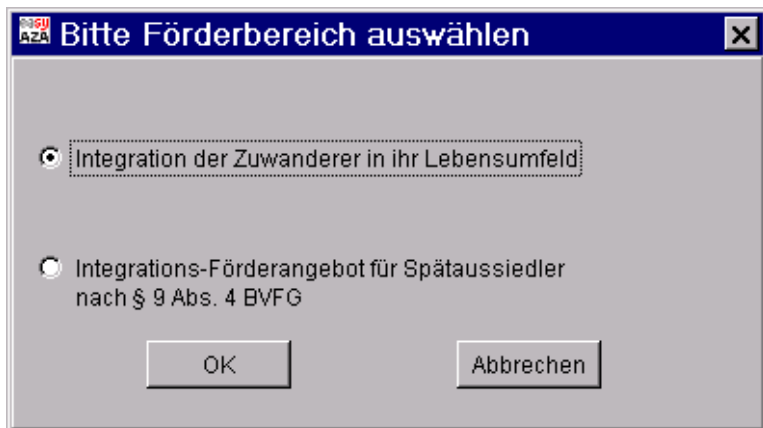 AZA Bitte Förderbereich auswählen
Integration der Zuwanderer in ihr Lebensumfeld
Integrations-Förderangebot für Spätaussiedler
nach § 9 Abs. 4 BVFG
OK Abbrechen